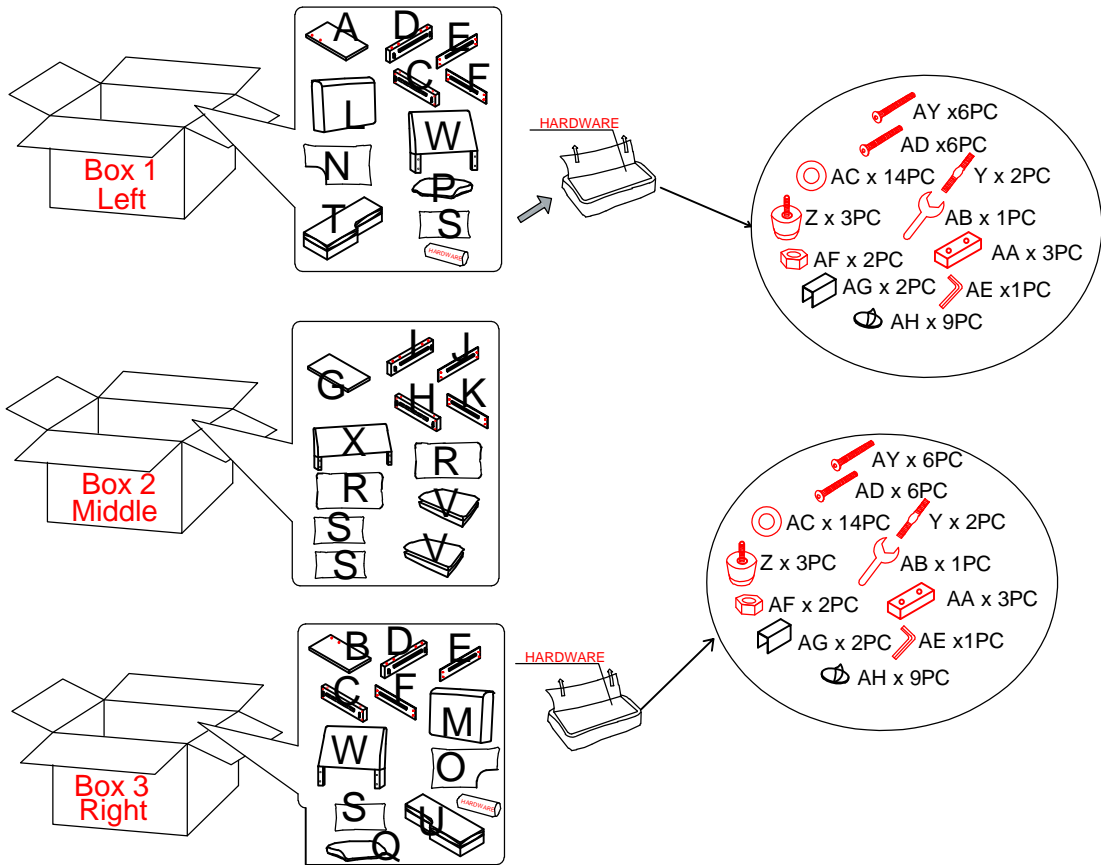 A
D
E
C
F
L
W
N
P
T
S
HARDWARE
Box 1
Left
HARDWARE
AY x6PC
AD x6PC
AC x 14PC
Y x 2PC
Z x 3PC
AB x 1PC
AF x 2PC
AA x 3PC
AG x 2PC
AE x1PC
AH x 9PC
I
J
G
H
K
X
R
R
V
S
V
S
Box 2
Middle
AY x 6PC
AD x 6PC
AC x 14PC
Y x 2PC
Z x 3PC
AB x 1PC
AF x 2PC
AA x 3PC
AG x 2PC
AE x1PC
AH x 9PC
B
D
E
C
F
M
W
O
S
HARDWARE
U
Q
Box 3
Right
HARDWARE